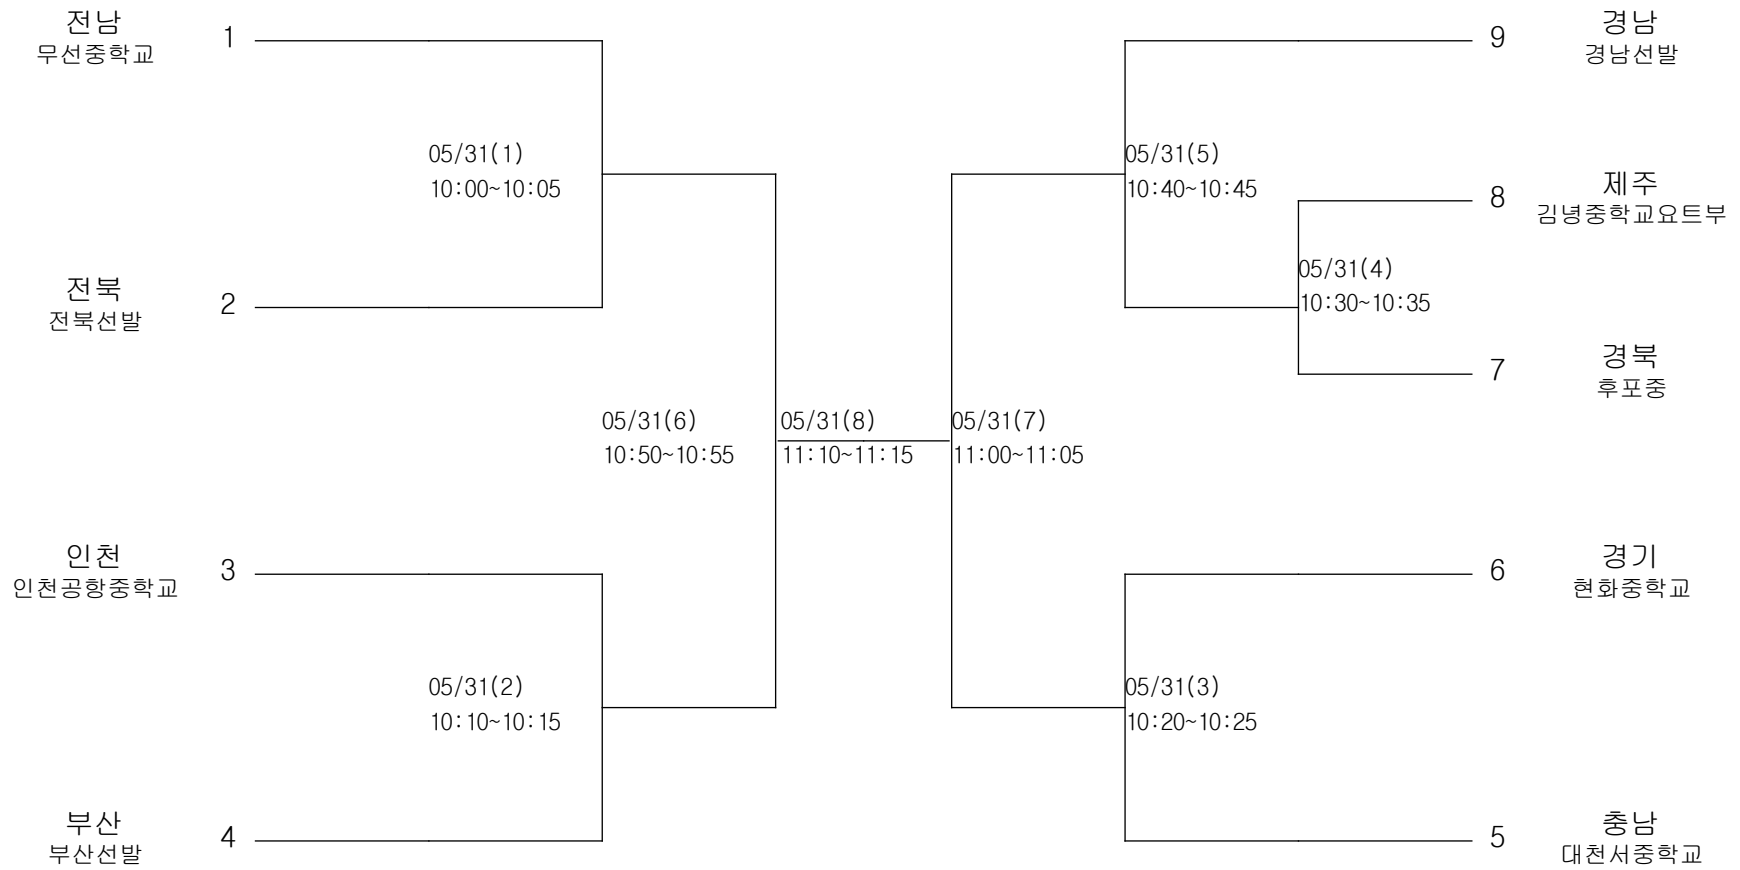 전남
무선중학교
1
9
경남
경남선발
05/31(1)
10:00~10:05
05/31(5)
10:40~10:45
8
제주
김녕중학교요트부
전북
전북선발
2
05/31(4)
10:30~10:35
7
경북
후포중
05/31(6)
10:50~10:55
05/31(8)
11:10~11:15
05/31(7)
11:00~11:05
인천
인천공항중학교
3
6
경기
현화중학교
05/31(2)
10:10~10:15
05/31(3)
10:20~10:25
부산
부산선발
4
5
충남
대천서중학교